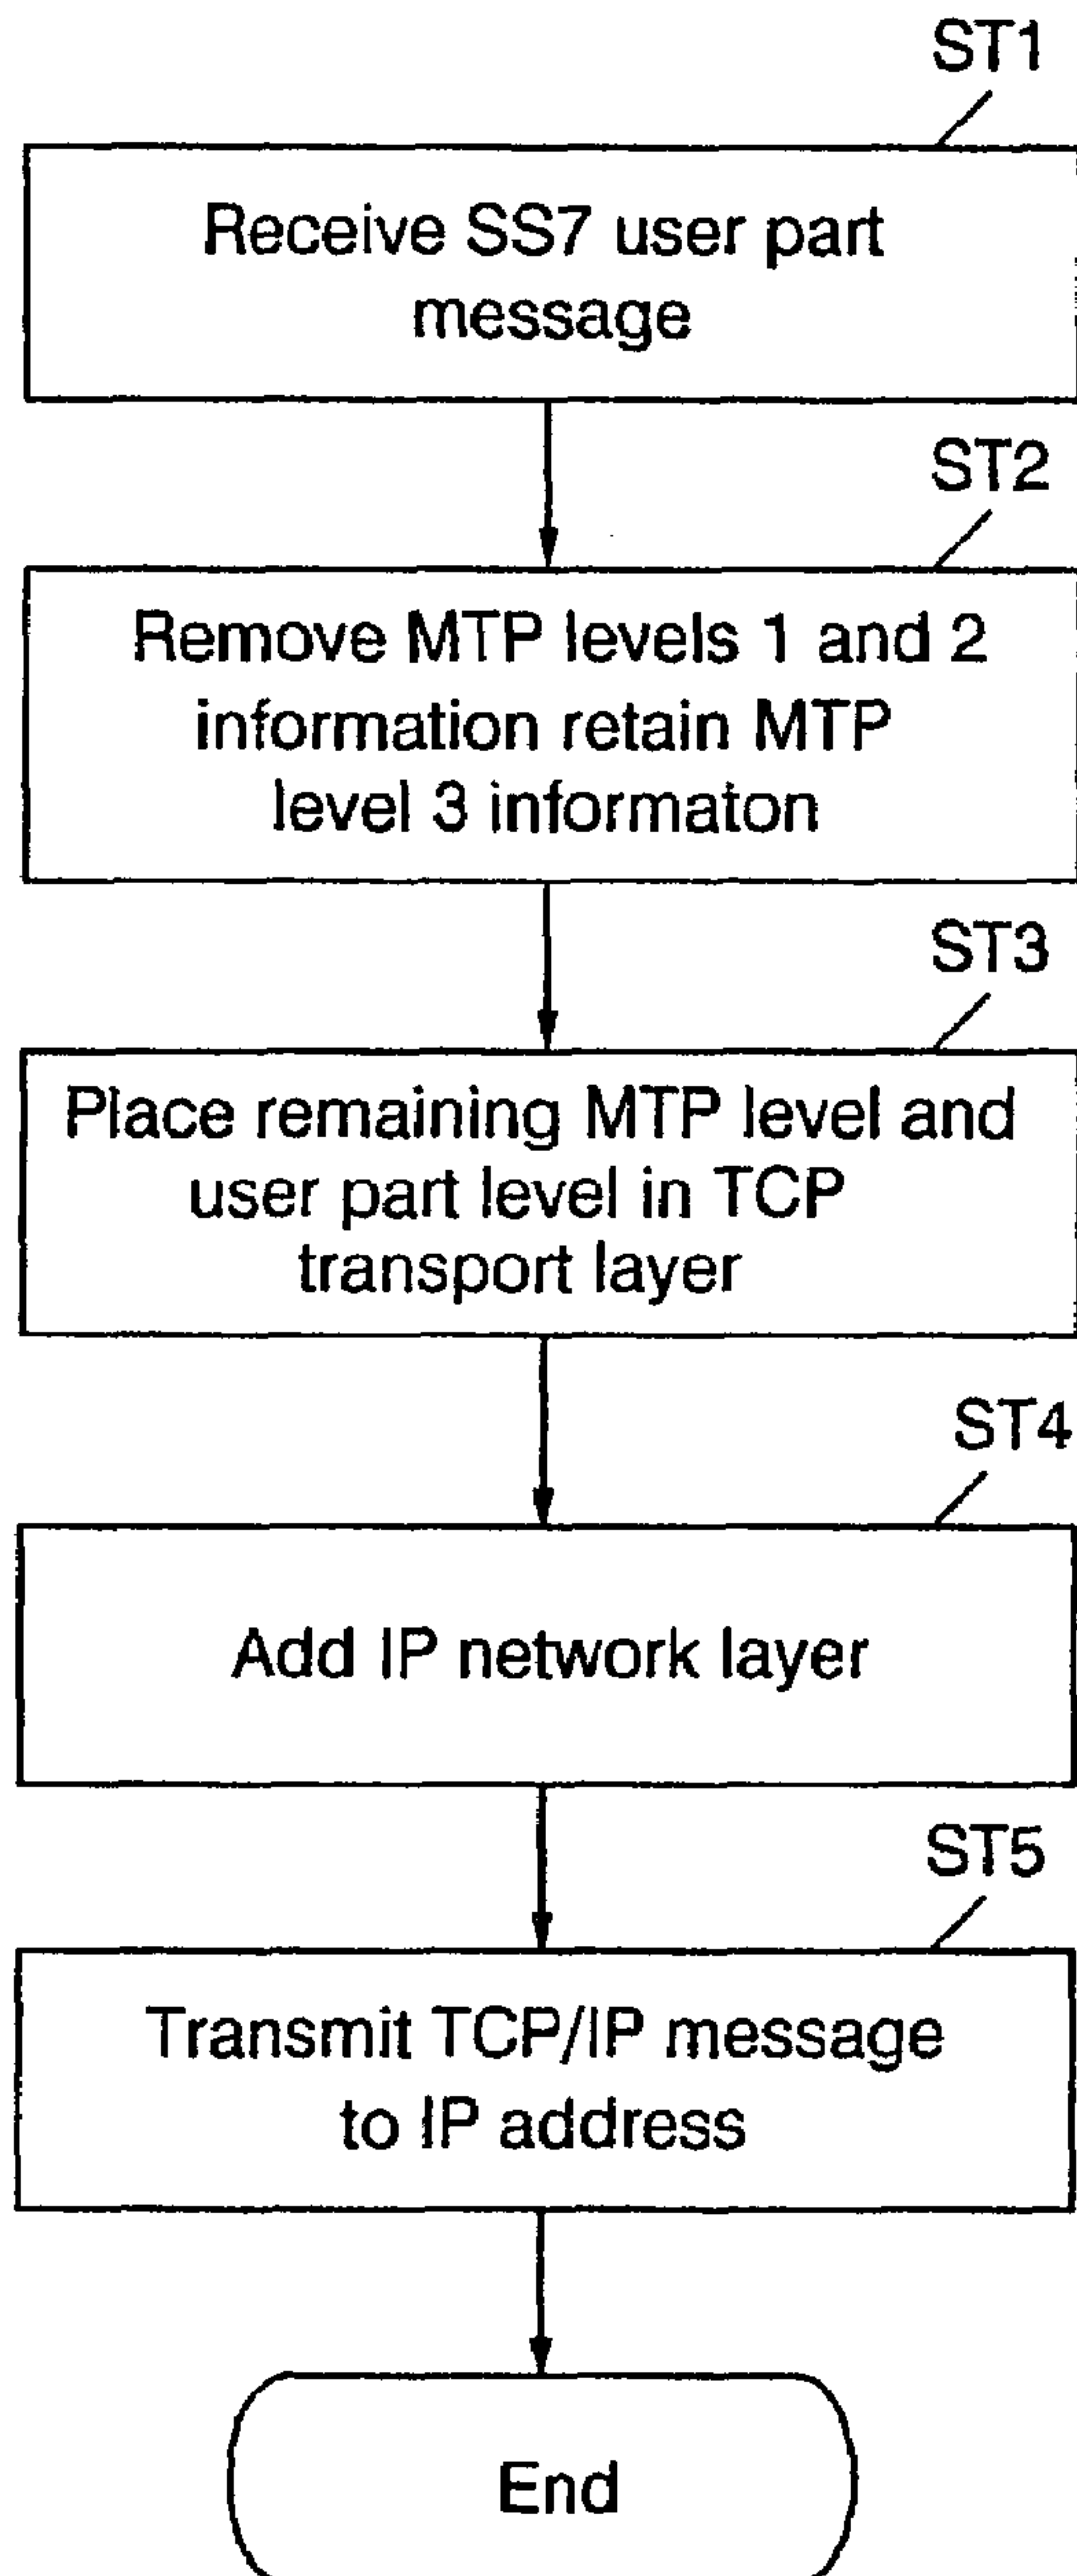 ST1
Receive SS7 user part
message
ST2
Remove MTP levels 1 and 2
information retain MTP
level 3 informaton
ST3
Place remaining MTP level and
user part level in TCP
transport layer
ST4
Add IP network layer
ST5
Transmit TCP/IP message
to IP address
End